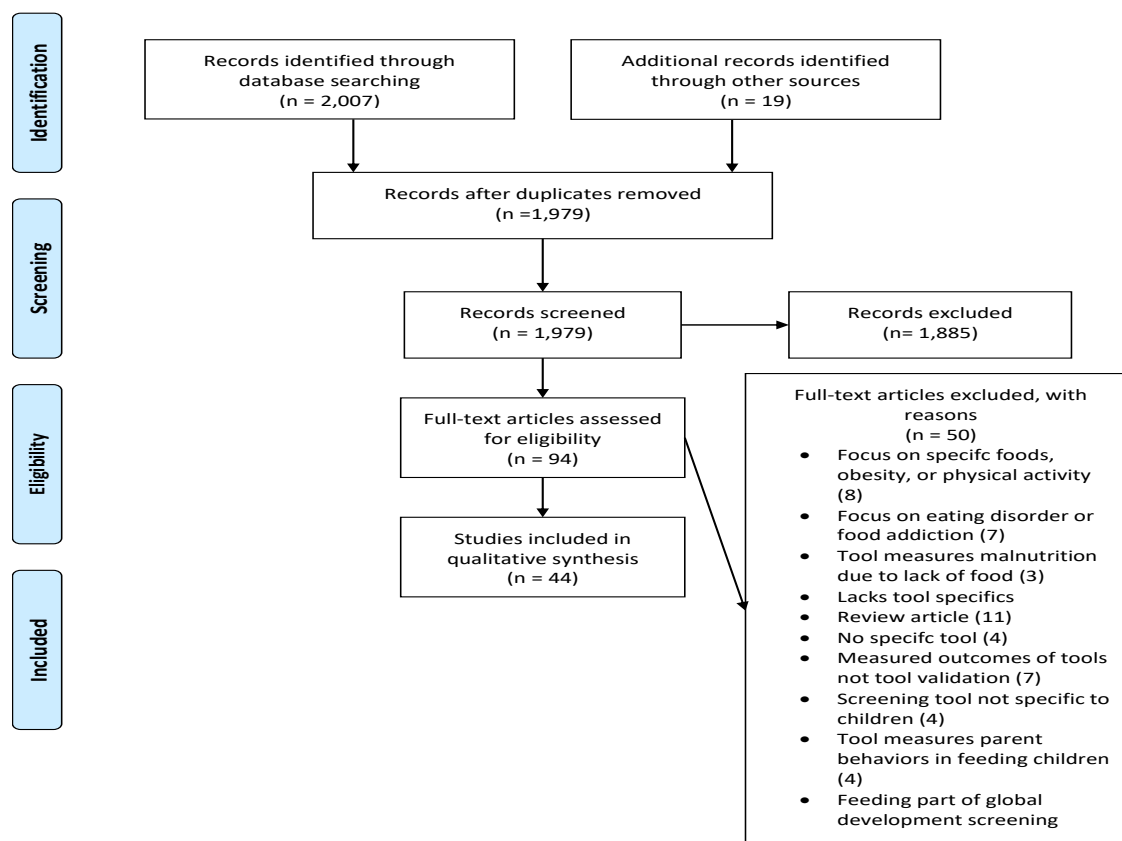 Identification
Records identified through
database searching
(n = 2,007)
Additional records identified
through other sources
(n = 19)
Records after duplicates removed
(n =1,979)
Screening
Records screened
(n = 1,979)
Records excluded
(n= 1,885)
Eligibility
Full-text articles assessed
for eligibility
(n = 94)
Full-text articles excluded, with
reasons
(n = 50)
• Focus on specifc foods,
obesity, or physical activity
(8)
• Focus on eating disorder or
food addiction (7)
• Tool measures malnutrition
due to lack of food (3)
• Lacks tool specifics
• Review article (11)
• No specifc tool (4)
• Measured outcomes of tools
not tool validation (7)
• Screening tool not specific to
children (4)
• Tool measures parent
behaviors in feeding children
(4)
• Feeding part of global
development screening
Included
Studies included in
qualitative synthesis
(n = 44)